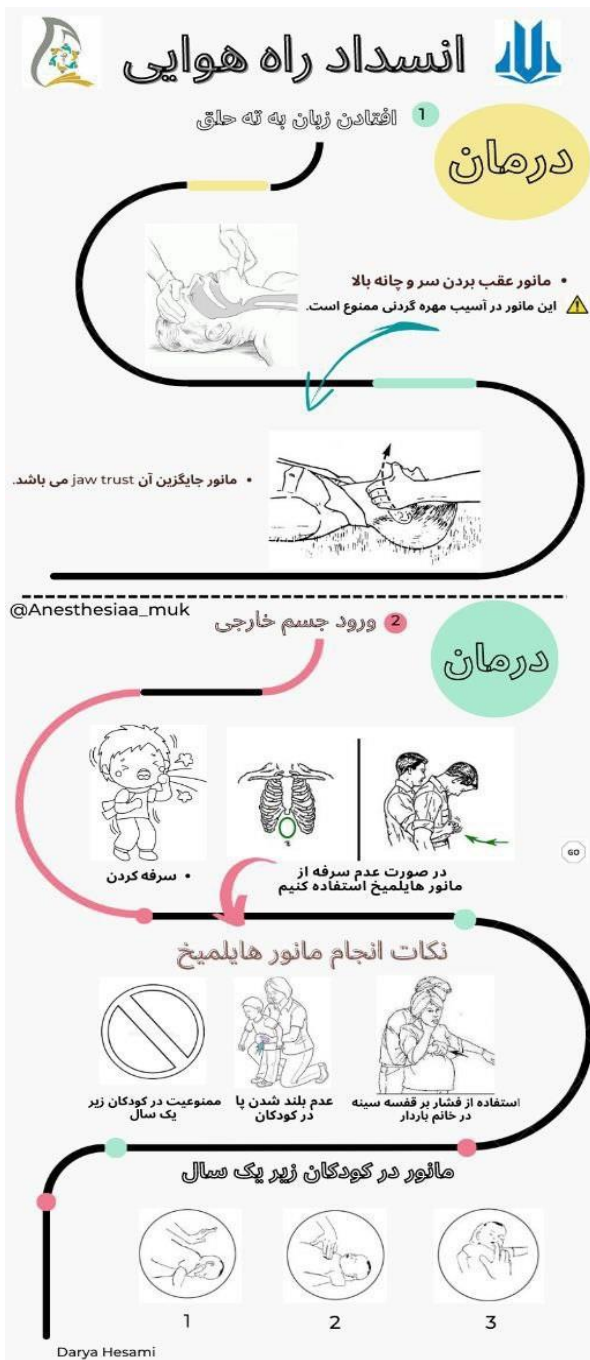 انسداد راه هوایی
1 افتادن زبان به ته حلق
درمان
• مانور عقب بردن سر و چانه بالا
این مانور در آسیب مهره گردنی ممنوع است.
• مانور جایگزین آن jaw trust می باشد.
@Anesthesiaa_muk
2 ورود جسم خارجی
درمان
• سرفه کردن
در صورت عدم سرفه از
مانور هایلمیخ استفاده کنیم
GO
نکات انجام مانور هایلمیخ
استفاده از فشار بر قفسه سینه
در خانم باردار
عدم بلند شدن پا
در کودکان
ممنوعیت در کودکان زیر
یک سال
مانور در کودکان زیر یک سال
1
2
3
Darya Hesami